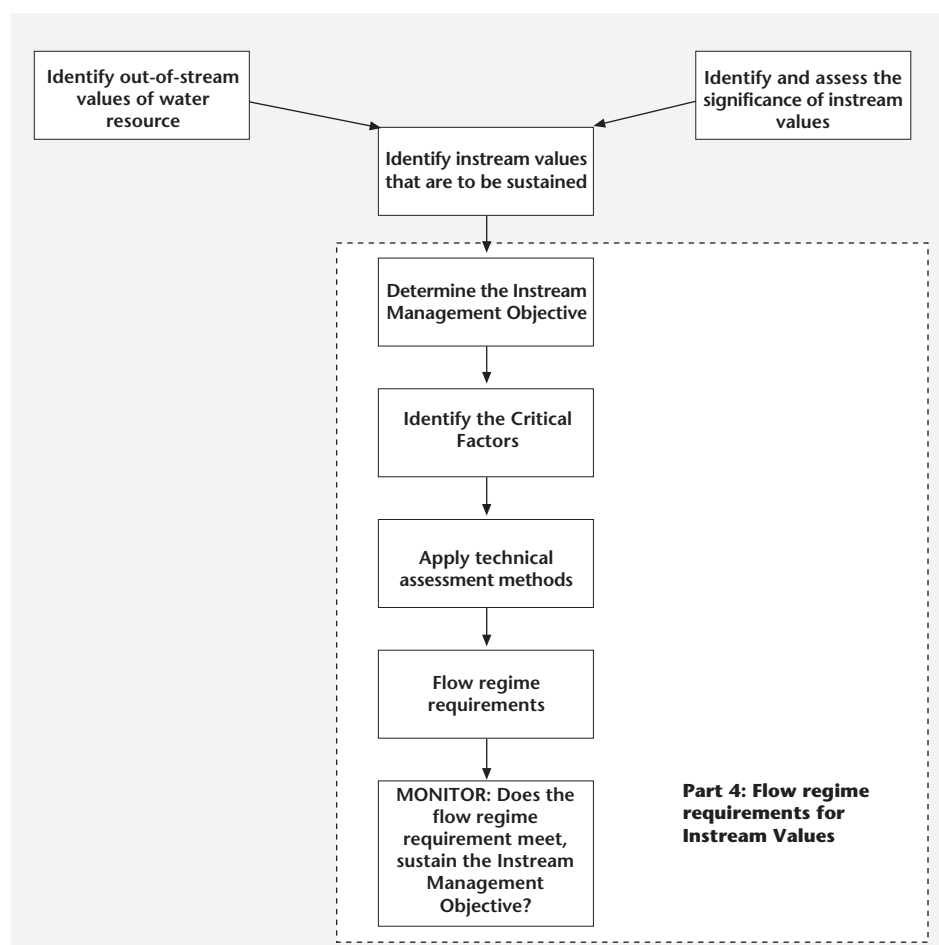 Identify out-of-stream
values of water
resource
Identify and assess the
significance of instream
values
Identify instream values
that are to be sustained
Determine the Instream
Management Objective
Identify the Critical
Factors
Apply technical
assessment methods
Flow regime
requirements
MONITOR: Does the
flow regime
requirement meet,
sustain the Instream
Management
Objective?
Part 4: Flow regime
requirements for
Instream Values